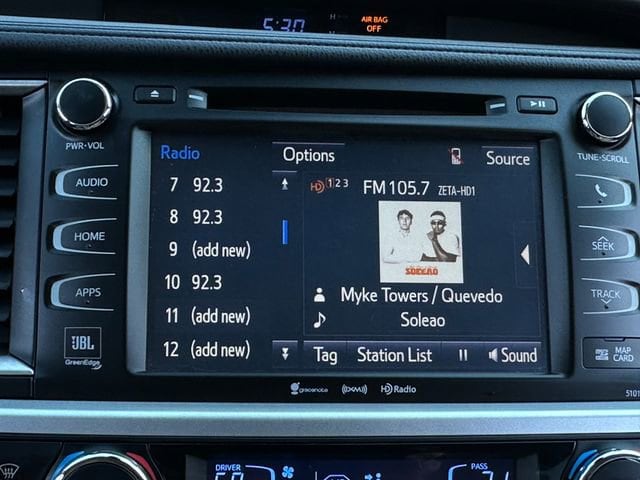 5:30
AIR BAG
OFF
PWR•VOL
TUNE•SCROLL
AUDIO
HOME
APPS
JBL
GreenEdge
Radio
Options
Source
7 92.3
8 92.3
9 (add new)
10 92.3
11 (add new)
12 (add new)
HD 1 2 3
FM 105.7 ZETA-HD1
SOLEAO
Myke Towers / Quevedo
Soleao
Tag
Station List
Sound
SEEK
TRACK
MAP
CARD
gracenote
((XM))
HD Radio
5101
DRIVER
PASS